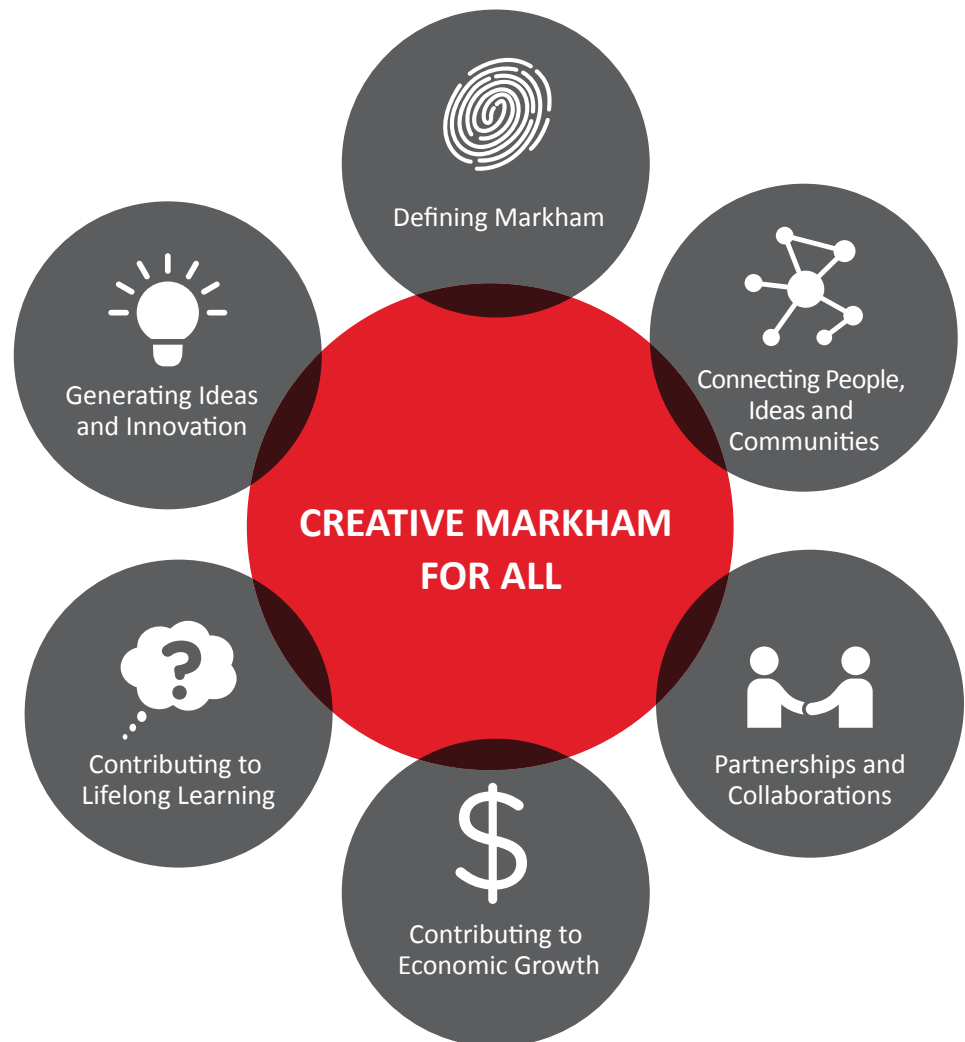 Defining Markham
Connecting People,
Ideas and
Communities
Partnerships and
Collaborations
Contributing to
Economic Growth
Contributing to
Lifelong Learning
Generating Ideas
and Innovation
CREATIVE MARKHAM
FOR ALL